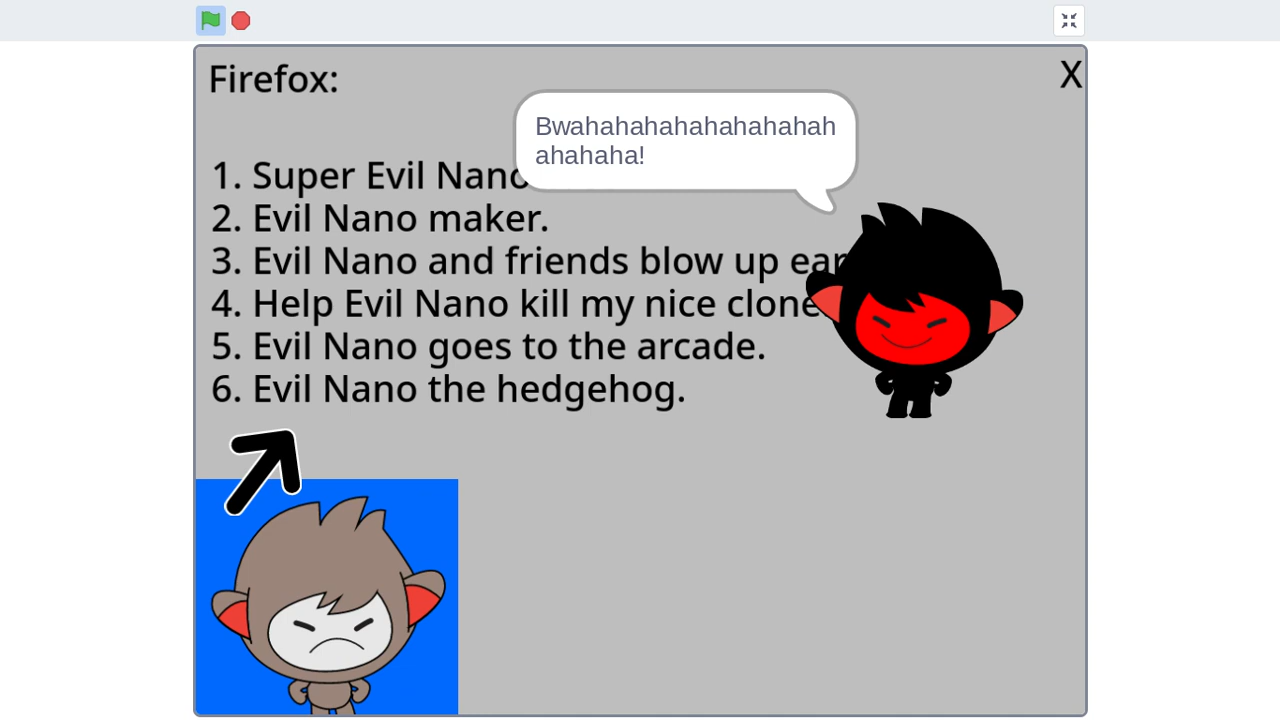 Firefox:
X
Bwahahahahahahahahah
ahahaha!
1. Super Evil Nano
2. Evil Nano maker.
3. Evil Nano and friends blow up
4. Help Evil Nano kill my nice clone
5. Evil Nano goes to the arcade.
6. Evil Nano the hedgehog.